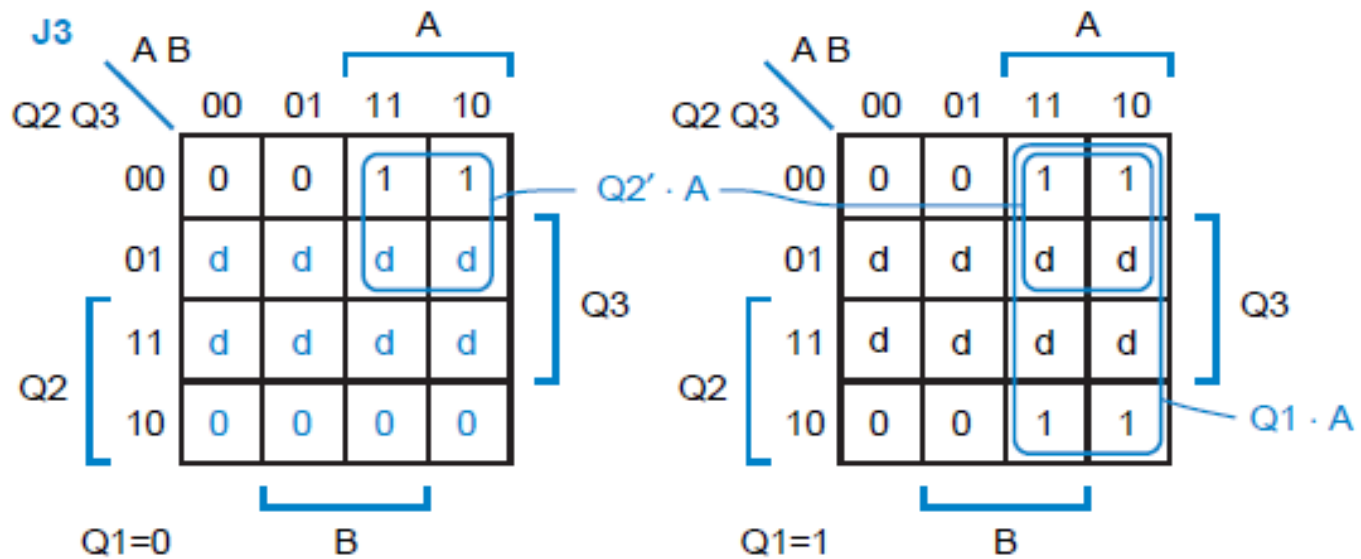 J3
A B
A
A B
A
Q2 Q3
00 01 11 10
Q2 Q3
00 01 11 10
00 0 0 1 1
Q2′ · A
00 0 0 1 1
01 d d d d
01 d d d d
Q3
Q3
11 d d d d
11 d d d d
Q2
Q2
10 0 0 0 0
10 0 0 1 1
Q1 · A
Q1=0
B
Q1=1
B